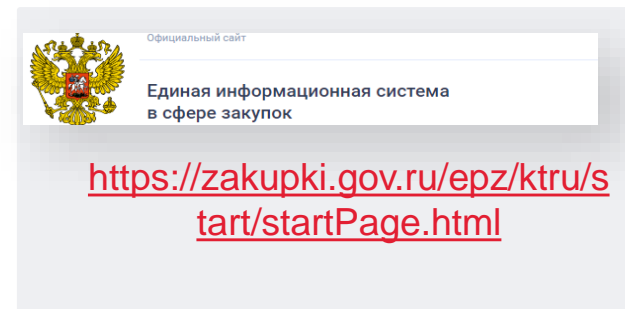 Официальный сайт
Единая информационная система
в сфере закупок
https://zakupki.gov.ru/epz/ktru/s
tart/startPage.html